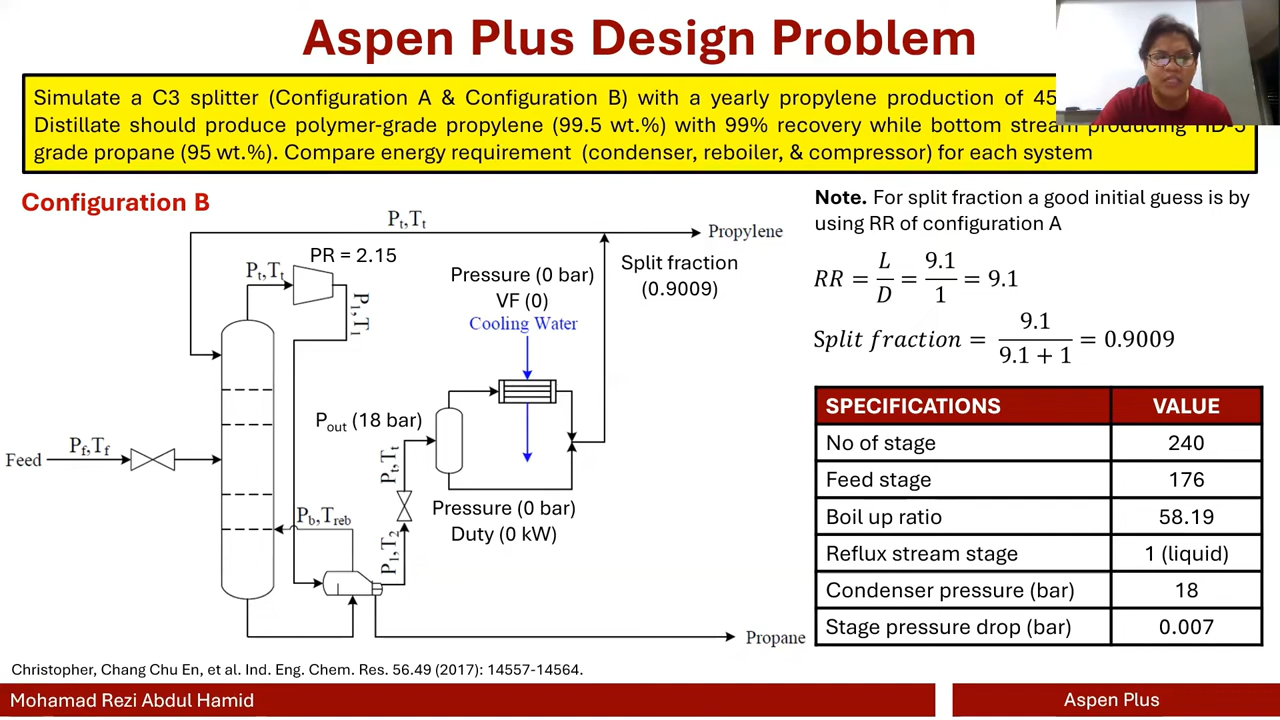 Aspen Plus Design Problem
Simulate a C3 splitter (Configuration A & Configuration B) with a yearly propylene production of 45
Distillate should produce polymer-grade propylene (99.5 wt.%) with 99% recovery while bottom stream producing HD-5
grade propane (95 wt.%). Compare energy requirement (condenser, reboiler, & compressor) for each system
Configuration B
Note. For split fraction a good initial guess is by
using RR of configuration A
RR = L/D = 9.1/1 = 9.1
Split fraction = 9.1/(9.1 + 1) = 0.9009
Pt,Tt
Propylene
PR = 2.15
Pt,Tt
P1,T1
Pressure (0 bar)
VF (0)
Cooling Water
Split fraction
(0.9009)
Pout (18 bar)
Feed
Pf,Tf
Pt,Tt
Pressure (0 bar)
Duty (0 kW)
Pb,Treb
P1,T2
Propane
SPECIFICATIONS VALUE
No of stage 240
Feed stage 176
Boil up ratio 58.19
Reflux stream stage 1 (liquid)
Condenser pressure (bar) 18
Stage pressure drop (bar) 0.007
Christopher, Chang Chu En, et al. Ind. Eng. Chem. Res. 56.49 (2017): 14557-14564.
Mohamad Rezi Abdul Hamid
Aspen Plus